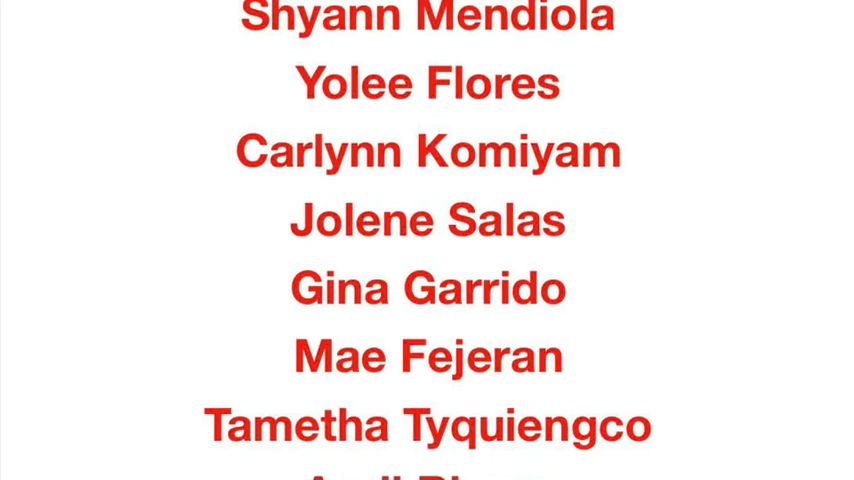 Shyann Mendiola
Yolee Flores
Carlynn Komiyam
Jolene Salas
Gina Garrido
Mae Fejeran
Tametha Tyquiengco